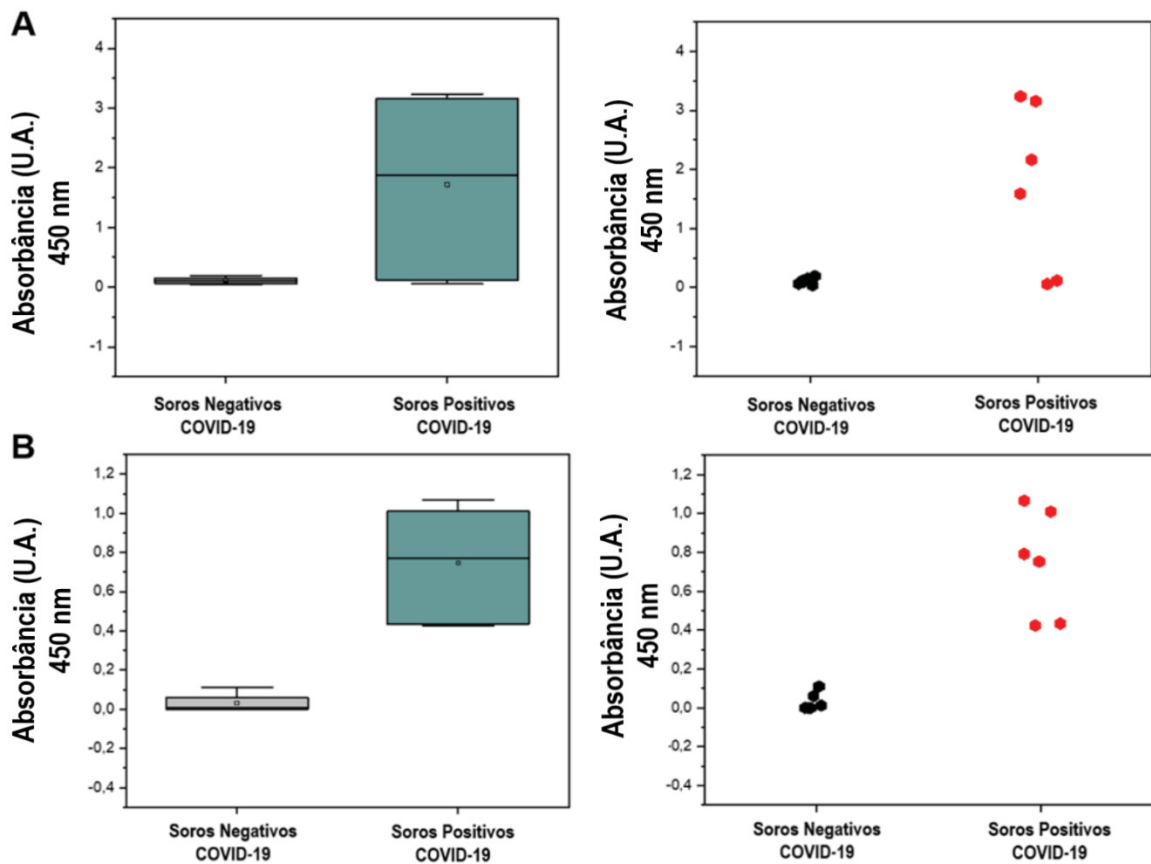 A
Absorbância (U.A.)
450 nm
4
3
2
1
0
-1
Soros Negativos
COVID-19
Soros Positivos
COVID-19
Absorbância (U.A.)
450 nm
4
3
2
1
0
-1
Soros Negativos
COVID-19
Soros Positivos
COVID-19
B
Absorbância (U.A.)
450 nm
1,2
1,0
0,8
0,6
0,4
0,2
0,0
-0,2
-0,4
Soros Negativos
COVID-19
Soros Positivos
COVID-19
Absorbância (U.A.)
450 nm
1,2
1,0
0,8
0,6
0,4
0,2
0,0
-0,2
-0,4
Soros Negativos
COVID-19
Soros Positivos
COVID-19